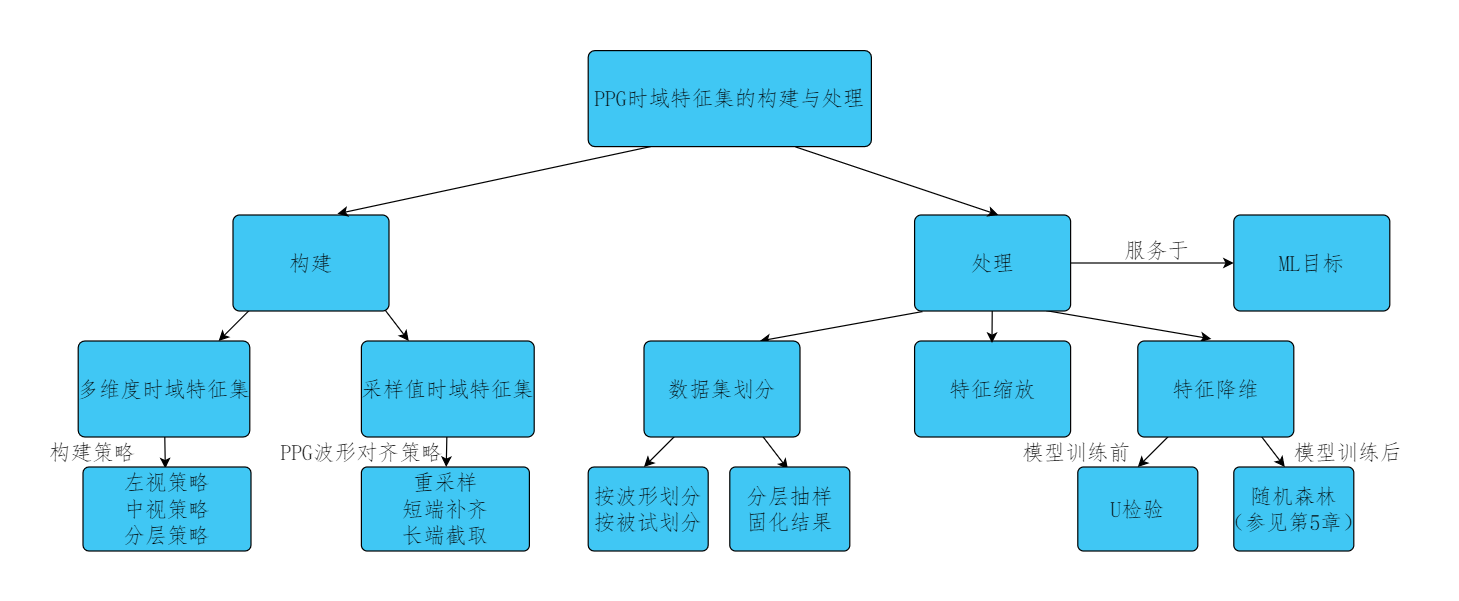 PPG时域特征集的构建与处理
构建
处理
服务于
ML目标
多维度时域特征集
采样值时域特征集
数据集划分
特征缩放
特征降维
构建策略
PPG波形对齐策略
模型训练前
模型训练后
左视策略
中视策略
分层策略
重采样
短端补齐
长端截取
按波形划分
按被试划分
分层抽样
固化结果
U检验
随机森林
(参见第5章)